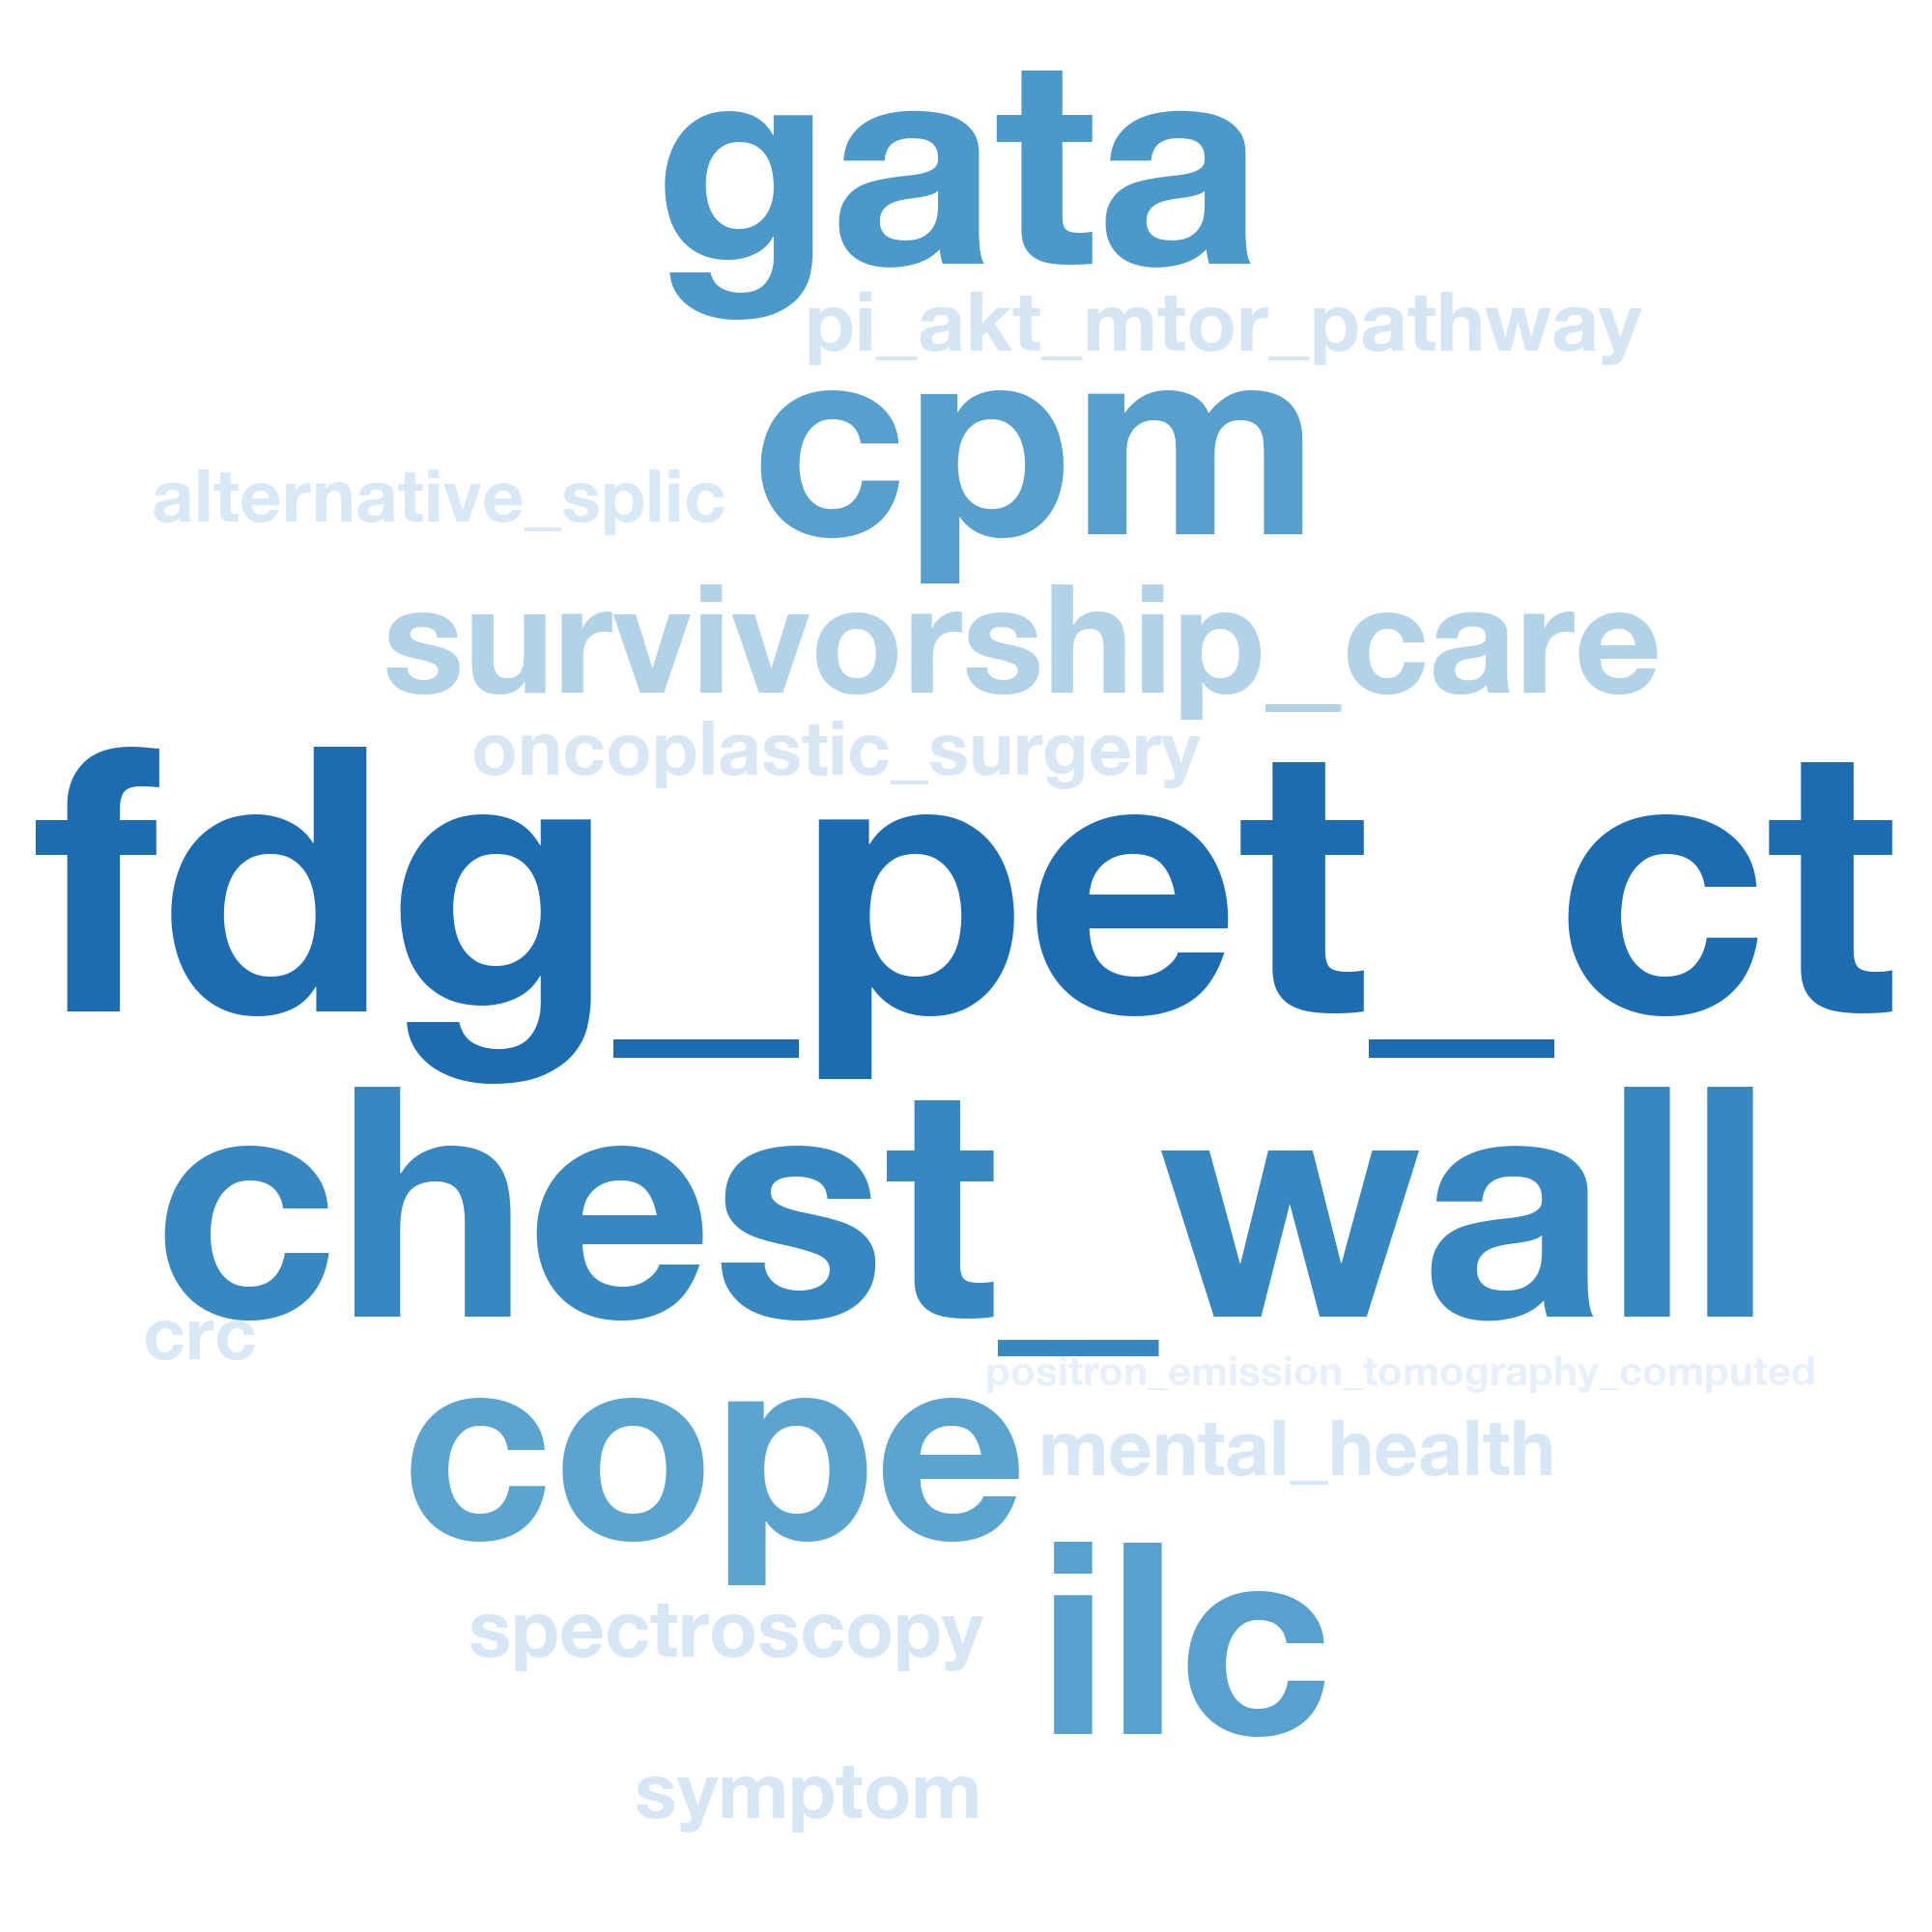 gata
pi_akt_mtor_pathway
cpm
alternative_splic
survivorship_care
oncoplastic_surgery
fdg_pet_ct
chest_wall
crc
positron_emission_tomography_computed
cope
mental_health
ilc
spectroscopy
symptom